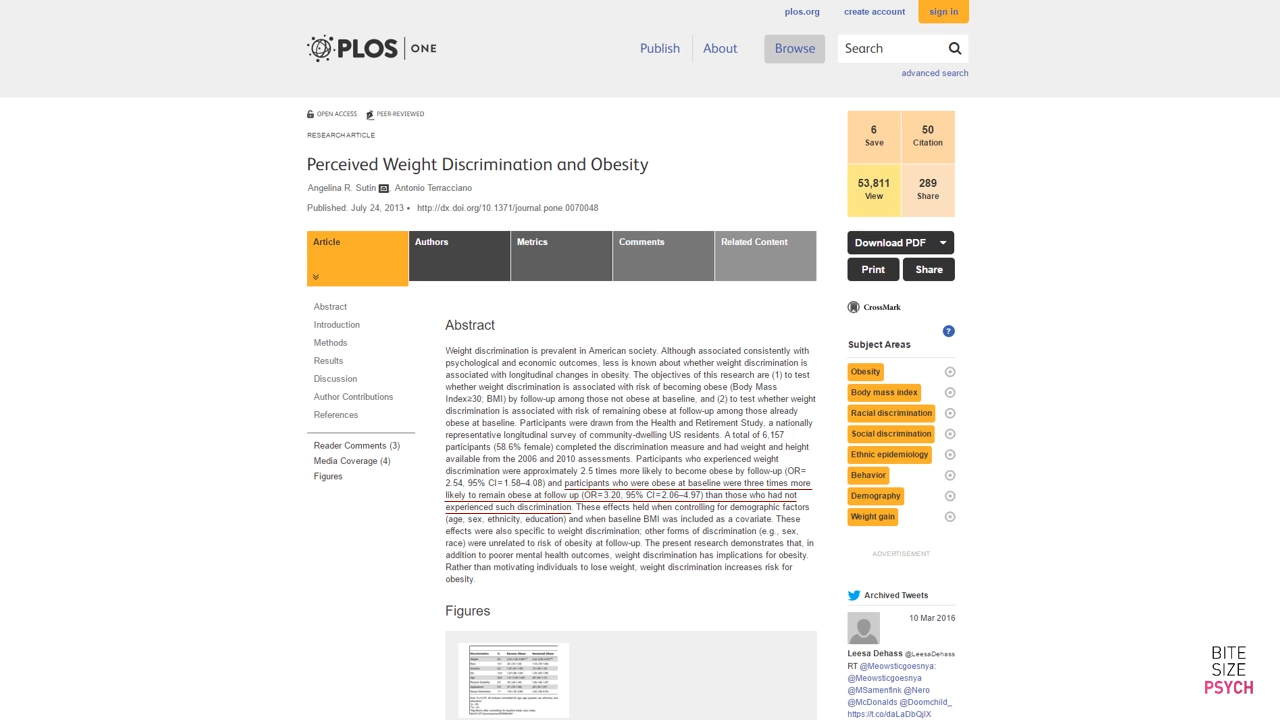 plos.org create account sign in
PLOS ONE
Publish About Browse Search
advanced search
OPEN ACCESS PEER-REVIEWED
RESEARCH ARTICLE
Perceived Weight Discrimination and Obesity
Angelina R. Sutin Antonio Terracciano
Published: July 24, 2013 • http://dx.doi.org/10.1371/journal.pone.0070048
6 Save
50 Citation
53,811 View
289 Share
Article Authors Metrics Comments Related Content
Download PDF
Print Share
CrossMark
?
Abstract
Introduction
Methods
Results
Discussion
Author Contributions
References
Reader Comments (3)
Media Coverage (4)
Figures
Abstract
Weight discrimination is prevalent in American society. Although associated consistently with
psychological and economic outcomes, less is known about whether weight discrimination is
associated with longitudinal changes in obesity. The objectives of this research are (1) to test
whether weight discrimination is associated with risk of becoming obese (Body Mass
Index≥30; BMI) by follow-up among those not obese at baseline, and (2) to test whether weight
discrimination is associated with risk of remaining obese at follow-up among those already
obese at baseline. Participants were drawn from the Health and Retirement Study, a nationally
representative longitudinal survey of community-dwelling US residents. A total of 6,157
participants (58.6% female) completed the discrimination measure and had weight and height
available from the 2006 and 2010 assessments. Participants who experienced weight
discrimination were approximately 2.5 times more likely to become obese by follow-up (OR =
2.54, 95% CI = 1.58–4.08) and participants who were obese at baseline were three times more
likely to remain obese at follow up (OR = 3.20, 95% CI = 2.06–4.97) than those who had not
experienced such discrimination. These effects held when controlling for demographic factors
(age, sex, ethnicity, education) and when baseline BMI was included as a covariate. These
effects were also specific to weight discrimination; other forms of discrimination (e.g., sex,
race) were unrelated to risk of obesity at follow-up. The present research demonstrates that, in
addition to poorer mental health outcomes, weight discrimination has implications for obesity.
Rather than motivating individuals to lose weight, weight discrimination increases risk for
obesity.
Figures
Subject Areas
Obesity
Body mass index
Racial discrimination
Social discrimination
Ethnic epidemiology
Behavior
Demography
Weight gain
ADVERTISEMENT
Archived Tweets
10 Mar 2016
Leesa Dehass @LeesaDehass
RT @Meowsticgoesnya:
@Meowsticgoesnya
@MSamenfink @Nero
@McDonalds @Doomchild_
https://t.co/daLaDbQjIX
BITE
SIZE
PSYCH